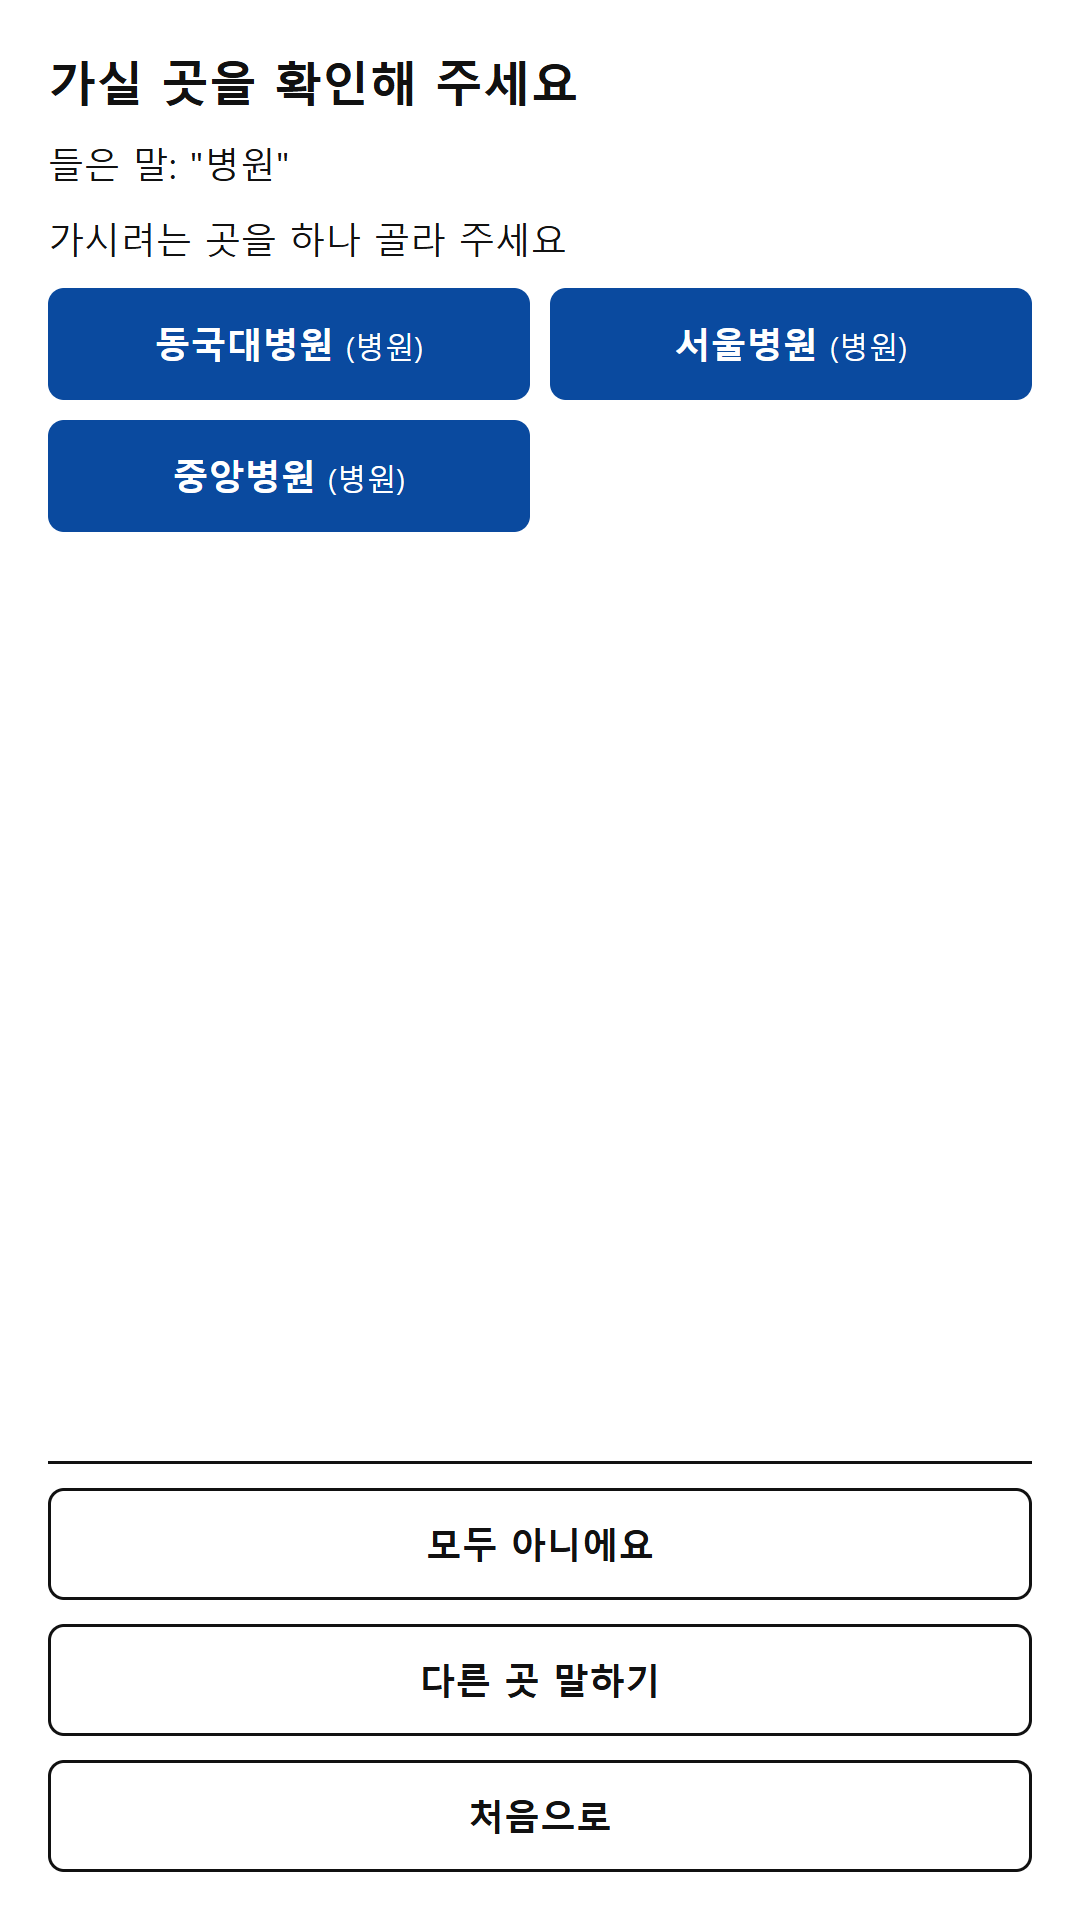 가실 곳을 확인해 주세요
들은 말: "병원"
가시려는 곳을 하나 골라 주세요
동국대병원 (병원)
서울병원 (병원)
중앙병원 (병원)
모두 아니에요
다른 곳 말하기
처음으로